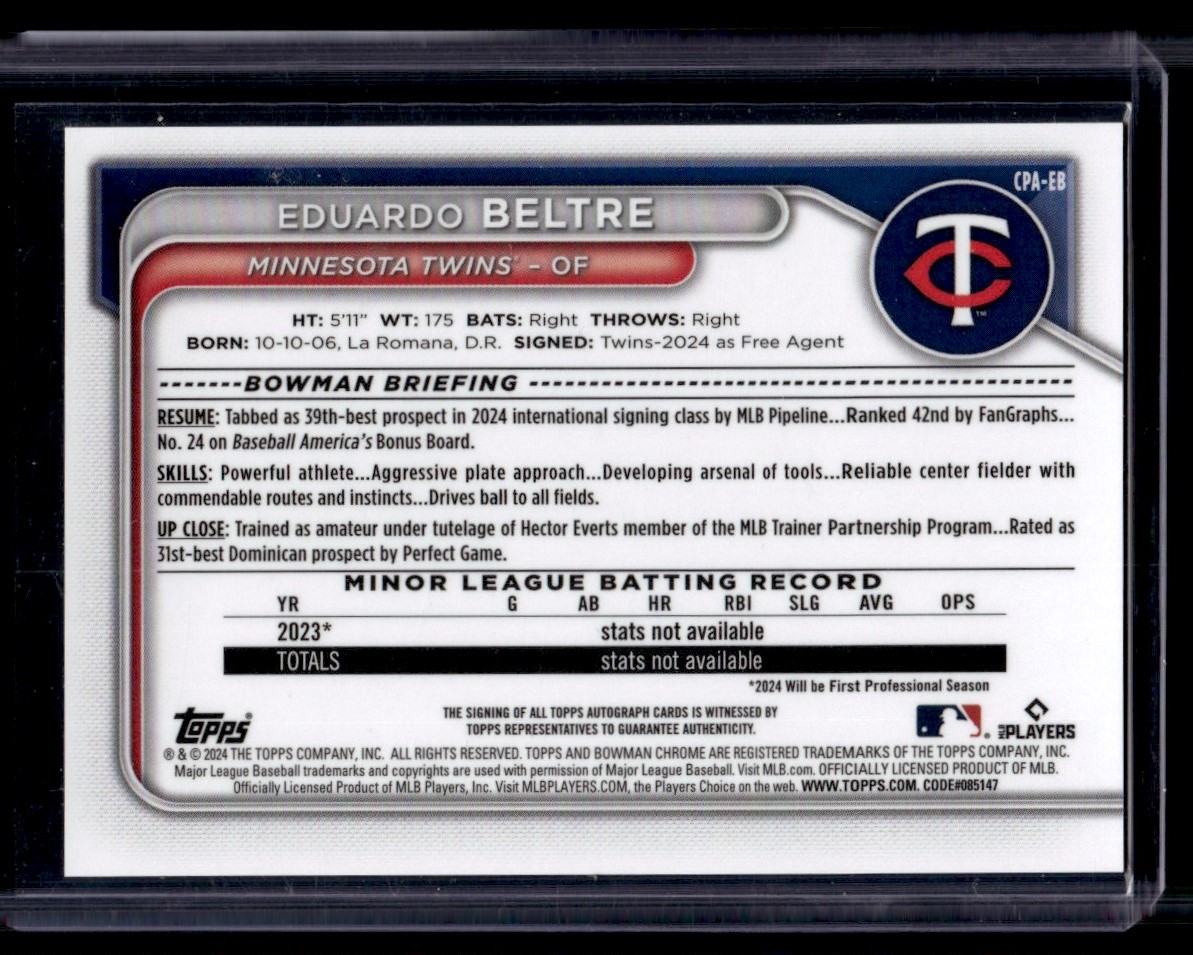 CPA-EB
EDUARDO BELTRE
MINNESOTA TWINS - OF
TC ™
HT: 5'11" WT: 175 BATS: Right THROWS: Right
BORN: 10-10-06, La Romana, D.R. SIGNED: Twins-2024 as Free Agent
BOWMAN BRIEFING
RESUME: Tabbed as 39th-best prospect in 2024 international signing class by MLB Pipeline...Ranked 42nd by FanGraphs...
No. 24 on Baseball America's Bonus Board.
SKILLS: Powerful athlete...Aggressive plate approach...Developing arsenal of tools...Reliable center fielder with
commendable routes and instincts...Drives ball to all fields.
UP CLOSE: Trained as amateur under tutelage of Hector Everts member of the MLB Trainer Partnership Program...Rated as
31st-best Dominican prospect by Perfect Game.
MINOR LEAGUE BATTING RECORD
YR G AB HR RBI SLG AVG OPS
2023* stats not available
TOTALS stats not available
*2024 Will be First Professional Season
topps
THE SIGNING OF ALL TOPPS AUTOGRAPH CARDS IS WITNESSED BY
TOPPS REPRESENTATIVES TO GUARANTEE AUTHENTICITY.
MLB PLAYERS
® & © 2024 THE TOPPS COMPANY, INC. ALL RIGHTS RESERVED. TOPPS AND BOWMAN CHROME ARE REGISTERED TRADEMARKS OF THE TOPPS COMPANY, INC.
Major League Baseball trademarks and copyrights are used with permission of Major League Baseball. Visit MLB.com. OFFICIALLY LICENSED PRODUCT OF MLB.
Officially Licensed Product of MLB Players, Inc. Visit MLBPLAYERS.COM, the Players Choice on the web. WWW.TOPPS.COM. CODE#085147